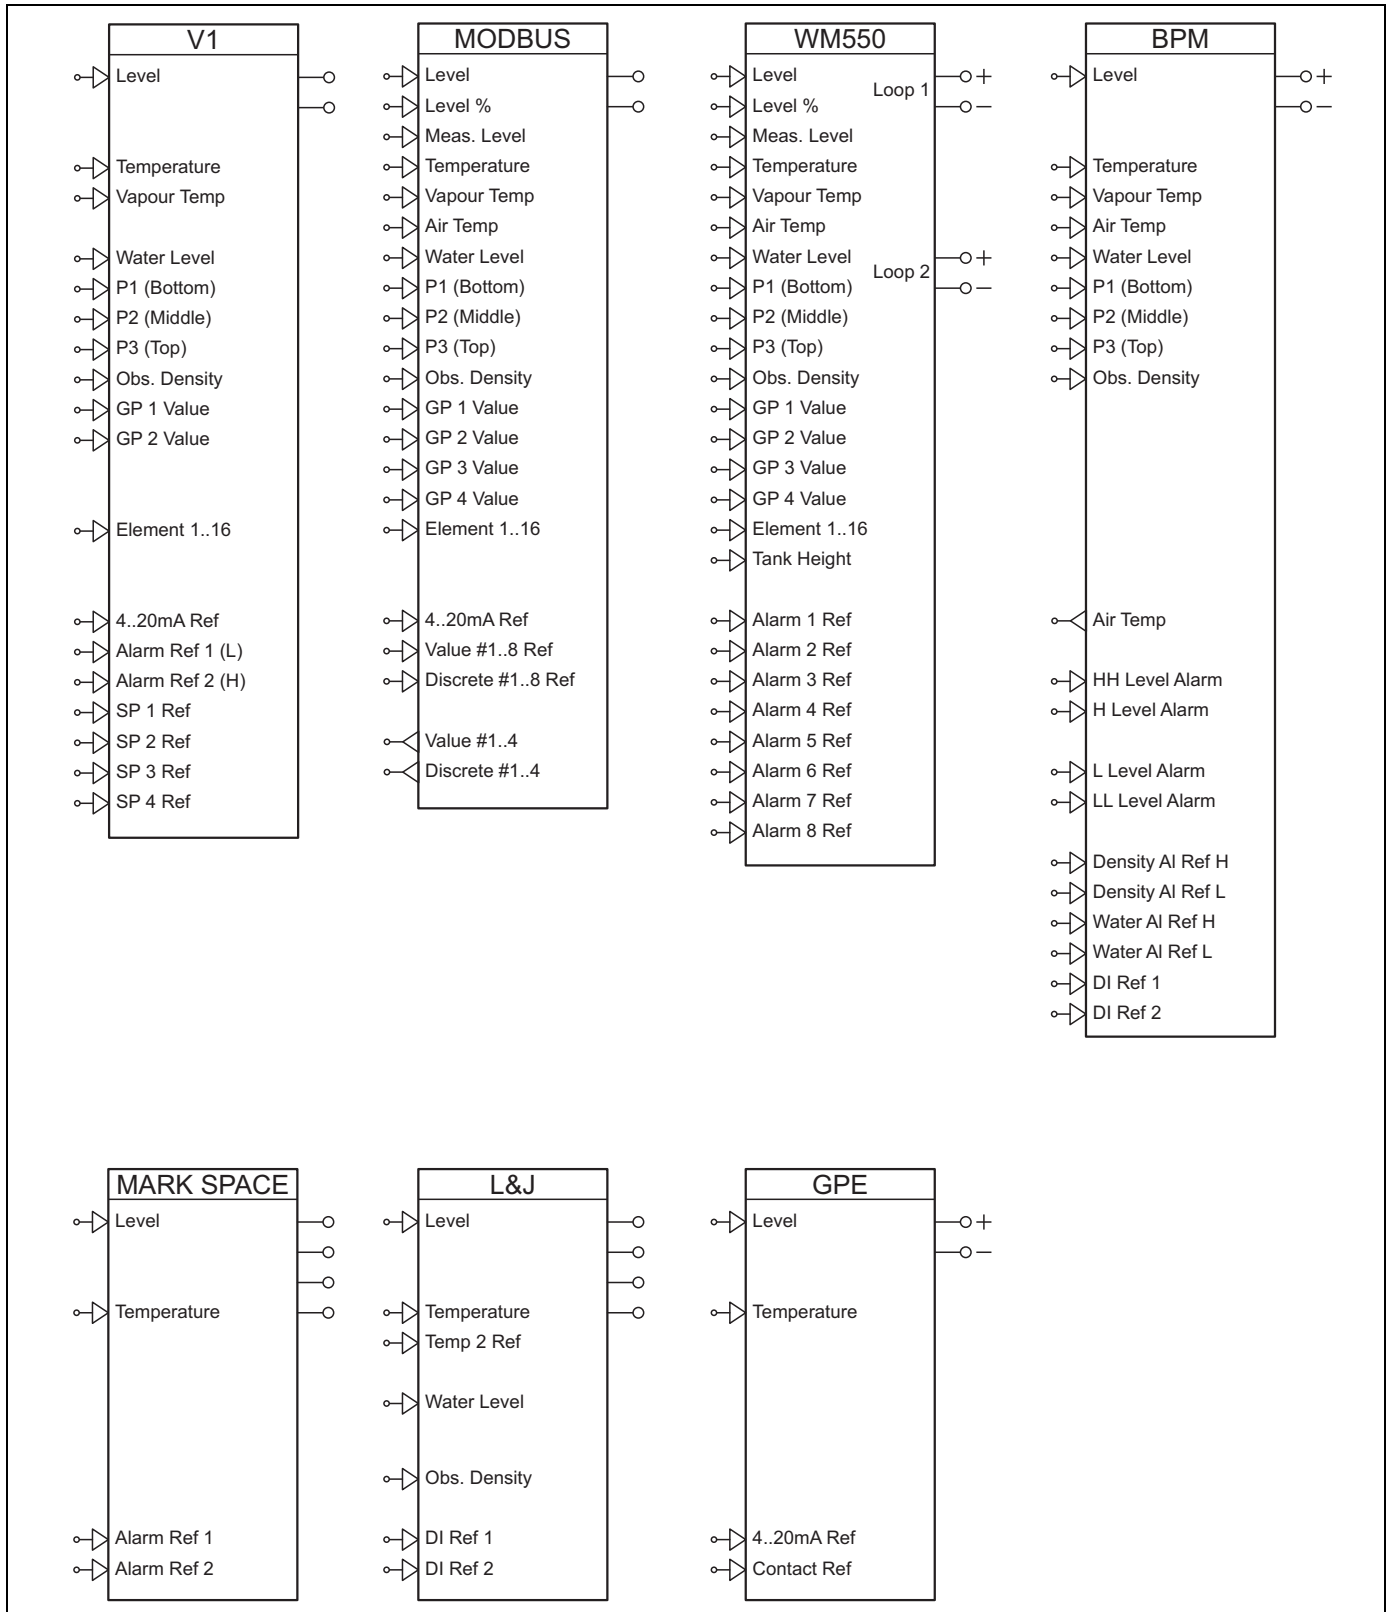 V1
Level
Temperature
Vapour Temp
Water Level
P1 (Bottom)
P2 (Middle)
P3 (Top)
Obs. Density
GP 1 Value
GP 2 Value
Element 1..16
4..20mA Ref
Alarm Ref 1 (L)
Alarm Ref 2 (H)
SP 1 Ref
SP 2 Ref
SP 3 Ref
SP 4 Ref
MODBUS
Level
Level %
Meas. Level
Temperature
Vapour Temp
Air Temp
Water Level
P1 (Bottom)
P2 (Middle)
P3 (Top)
Obs. Density
GP 1 Value
GP 2 Value
GP 3 Value
GP 4 Value
Element 1..16
4..20mA Ref
Value #1..8 Ref
Discrete #1..8 Ref
Value #1..4
Discrete #1..4
WM550
Level
Loop 1
+
Level %
–
Meas. Level
Temperature
Vapour Temp
Air Temp
Water Level
Loop 2
+
P1 (Bottom)
–
P2 (Middle)
P3 (Top)
Obs. Density
GP 1 Value
GP 2 Value
GP 3 Value
GP 4 Value
Element 1..16
Tank Height
Alarm 1 Ref
Alarm 2 Ref
Alarm 3 Ref
Alarm 4 Ref
Alarm 5 Ref
Alarm 6 Ref
Alarm 7 Ref
Alarm 8 Ref
BPM
Level
+
–
Temperature
Vapour Temp
Air Temp
Water Level
P1 (Bottom)
P2 (Middle)
P3 (Top)
Obs. Density
Air Temp
HH Level Alarm
H Level Alarm
L Level Alarm
LL Level Alarm
Density Al Ref H
Density Al Ref L
Water Al Ref H
Water Al Ref L
DI Ref 1
DI Ref 2
MARK SPACE
Level
Temperature
Alarm Ref 1
Alarm Ref 2
L&J
Level
Temperature
Temp 2 Ref
Water Level
Obs. Density
DI Ref 1
DI Ref 2
GPE
Level
+
–
Temperature
4..20mA Ref
Contact Ref